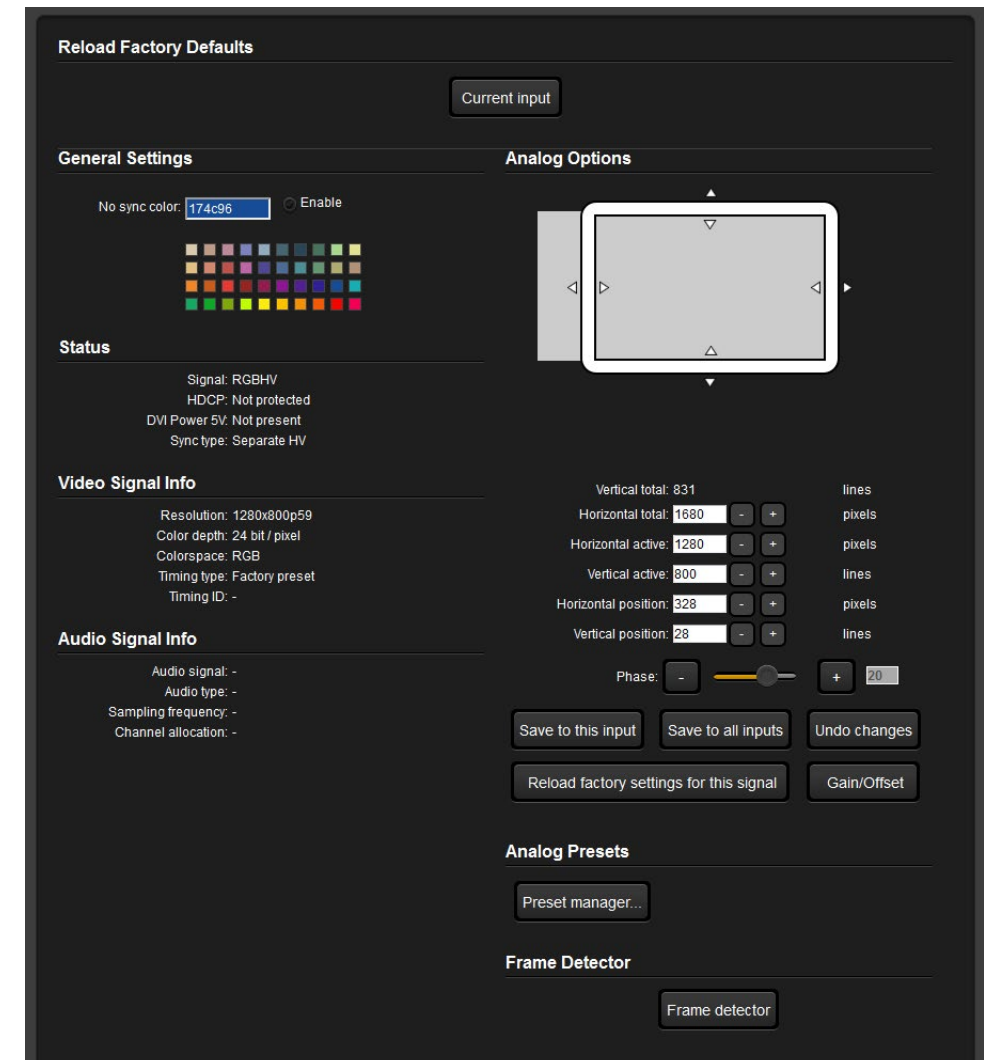 Reload Factory Defaults
Current input
General Settings
No sync color: 174c96 Enable
Status
Signal: RGBHV
HDCP: Not protected
DVI Power 5V: Not present
Sync type: Separate HV
Video Signal Info
Resolution: 1280x800p59
Color depth: 24 bit / pixel
Colorspace: RGB
Timing type: Factory preset
Timing ID: -
Audio Signal Info
Audio signal: -
Audio type: -
Sampling frequency: -
Channel allocation: -
Analog Options
Vertical total: 831 lines
Horizontal total: 1680 - + pixels
Horizontal active: 1280 - + pixels
Vertical active: 800 - + lines
Horizontal position: 328 - + pixels
Vertical position: 28 - + lines
Phase: - + 20
Save to this input Save to all inputs Undo changes
Reload factory settings for this signal Gain/Offset
Analog Presets
Preset manager...
Frame Detector
Frame detector